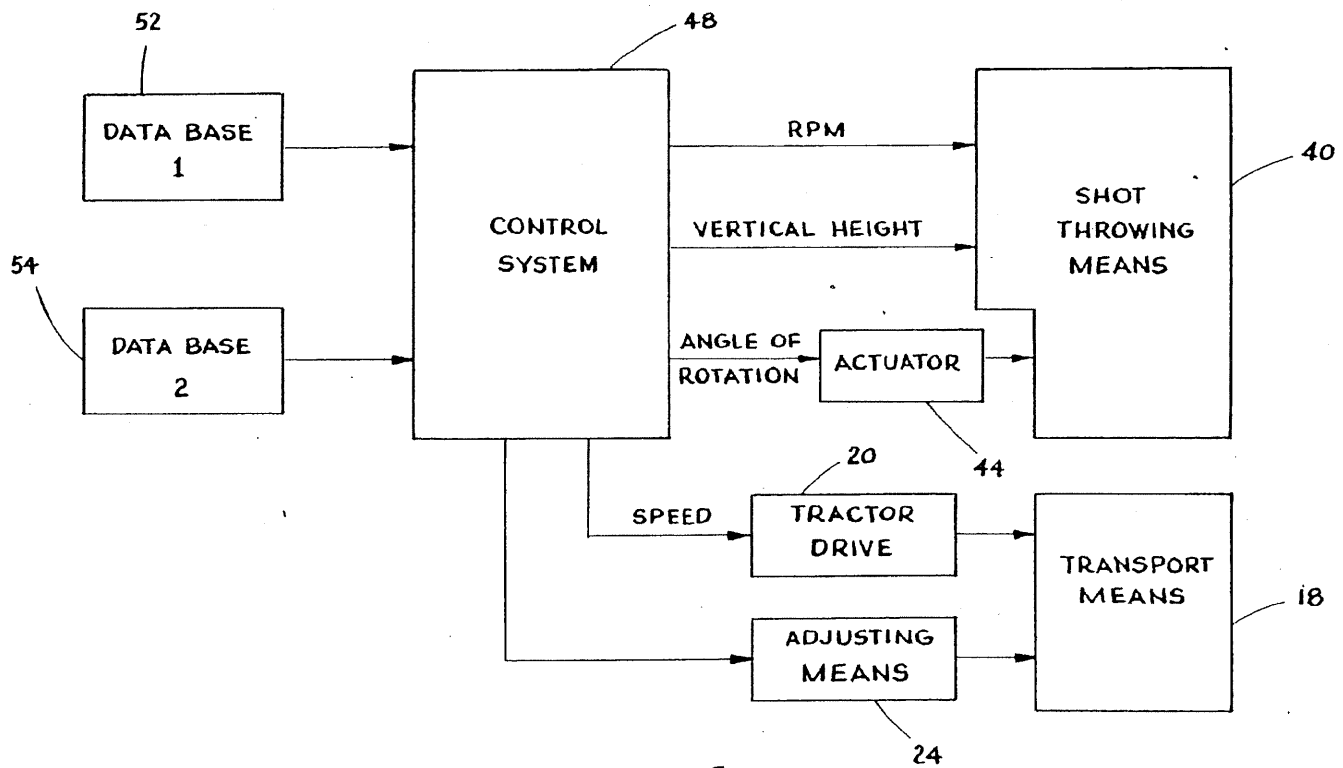 52
48
DATA BASE
1
RPM
40
SHOT
THROWING
MEANS
CONTROL
SYSTEM
VERTICAL HEIGHT
54
DATA BASE
2
ANGLE OF
ROTATION
ACTUATOR
44
20
SPEED
TRACTOR
DRIVE
TRANSPORT
MEANS
18
ADJUSTING
MEANS
24